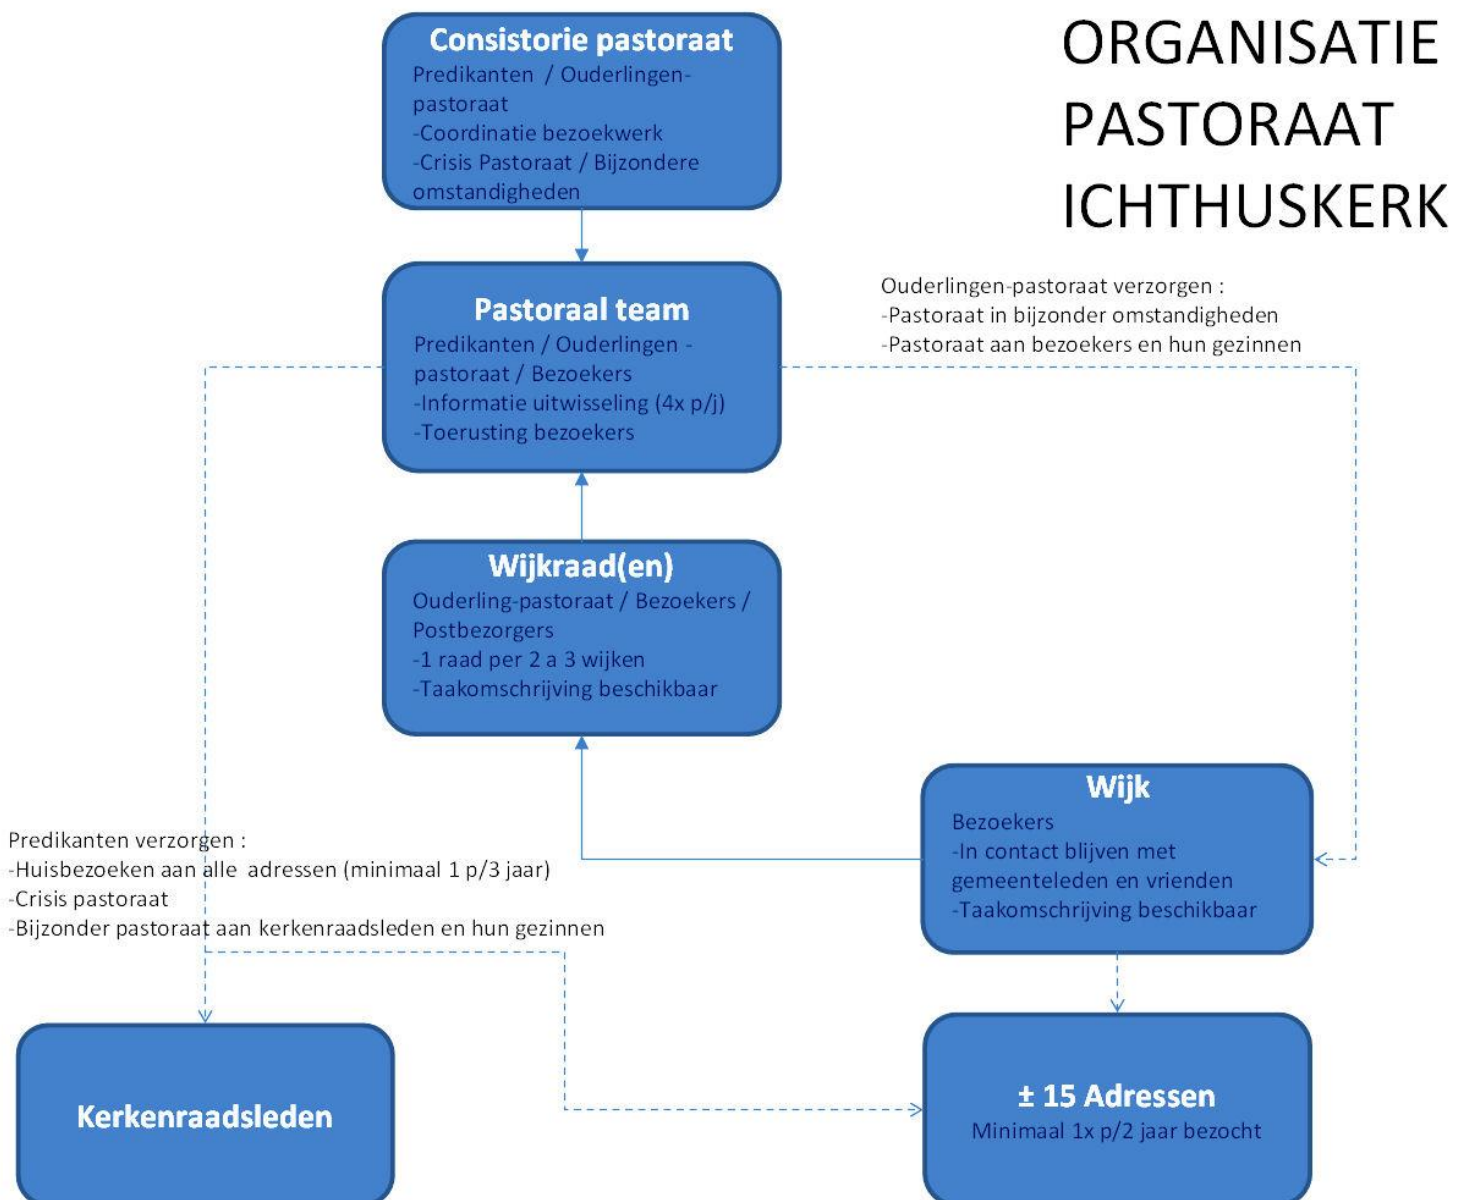 ORGANISATIE
PASTORAAT
ICHTHUSKERK
Consistorie pastoraat
Predikanten / Ouderlingen-
pastoraat
-Coordinatie bezoekwerk
-Crisis Pastoraat / Bijzondere
omstandigheden
Pastoraal team
Predikanten / Ouderlingen -
pastoraat / Bezoekers
-Informatie uitwisseling (4x p/j)
-Toerusting bezoekers
Ouderlingen-pastoraat verzorgen :
-Pastoraat in bijzonder omstandigheden
-Pastoraat aan bezoekers en hun gezinnen
Wijkraad(en)
Ouderling-pastoraat / Bezoekers /
Postbezorgers
-1 raad per 2 a 3 wijken
-Taakomschrijving beschikbaar
Wijk
Bezoekers
-In contact blijven met
gemeenteleden en vrienden
-Taakomschrijving beschikbaar
Predikanten verzorgen :
-Huisbezoeken aan alle adressen (minimaal 1 p/3 jaar)
-Crisis pastoraat
-Bijzonder pastoraat aan kerkenraadsleden en hun gezinnen
Kerkenraadsleden
± 15 Adressen
Minimaal 1x p/2 jaar bezocht